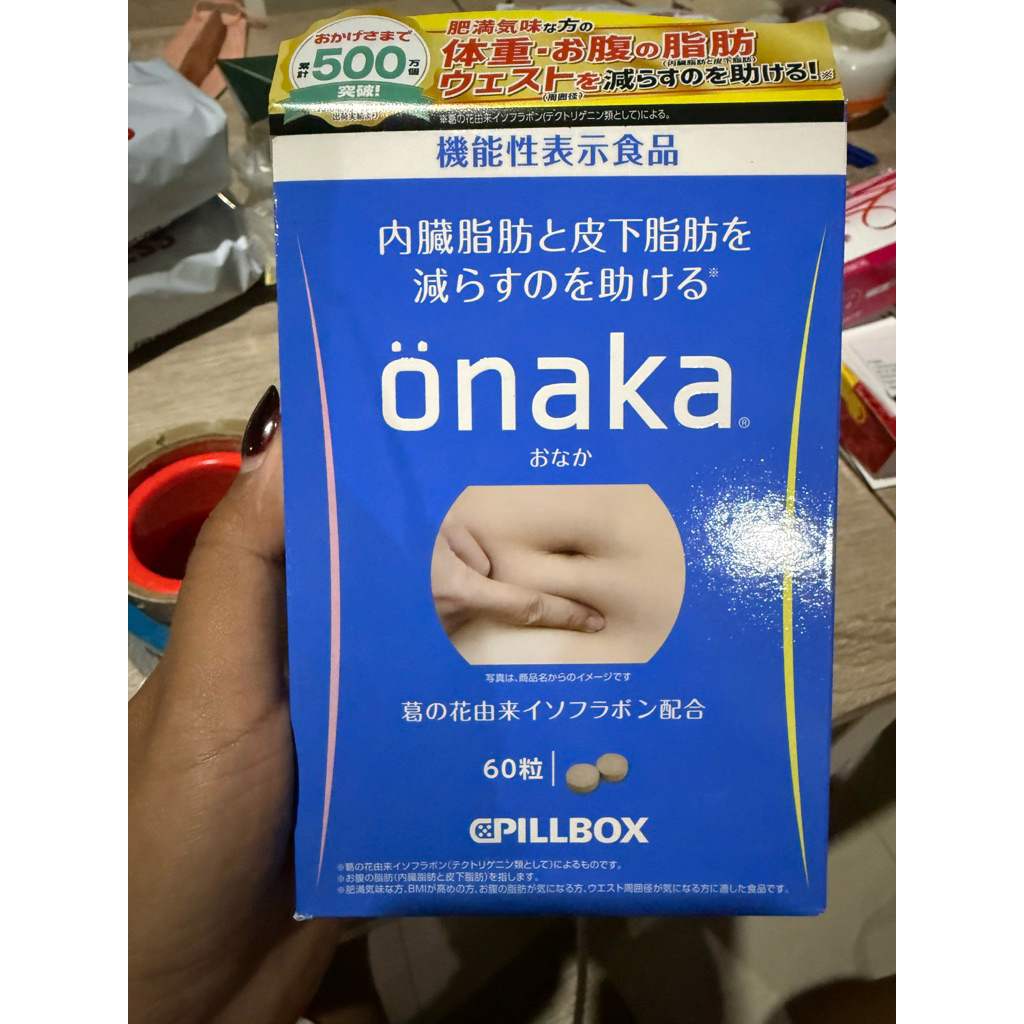 おかげさまで
累計500万個
突破!
出荷実績より
肥満気味な方の
体重・お腹の脂肪
(内臓脂肪と皮下脂肪)
ウエストを減らすのを助ける!※
(周囲径)
※葛の花由来イソフラボン(テクトリゲニン類として)による。
機能性表示食品
内臓脂肪と皮下脂肪を
減らすのを助ける※
önaka®
おなか
写真は、商品名からのイメージです
葛の花由来イソフラボン配合
60粒
PILLBOX
※葛の花由来イソフラボン(テクトリゲニン類として)によるものです。
※お腹の脂肪(内臓脂肪と皮下脂肪)を指します。
※肥満気味な方、BMIが高めの方、お腹の脂肪が気になる方、ウエスト周囲径が気になる方に適した食品です。